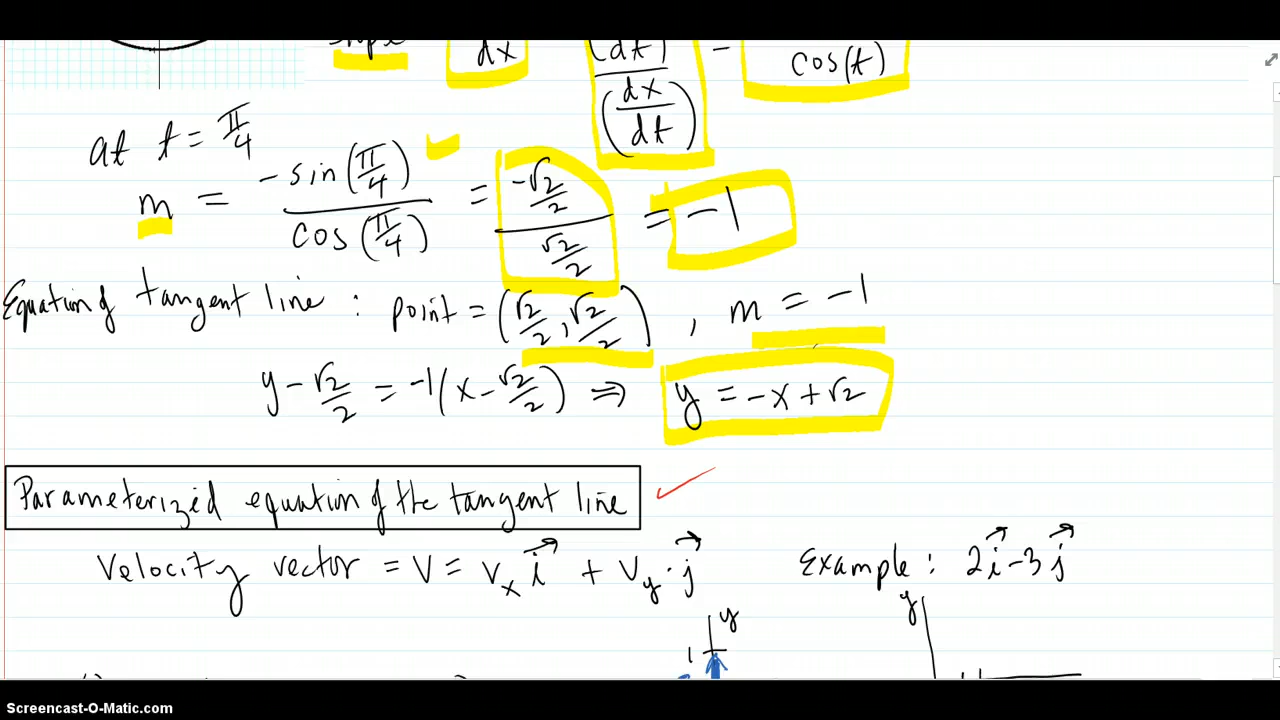 slope dx (dt) - cos(t)
(dx/dt)
at t = π/4
m = -sin(π/4)/cos(π/4) = (-√2/2)/(√2/2) = -1
Equation of tangent line : point = (√2/2, √2/2) , m = -1
y - √2/2 = -1(x - √2/2) ⇒ y = -x + √2
Parameterized equation of the tangent line ✓
Velocity vector = V = Vx i⃗ + Vy · j⃗
Example : 2i⃗ - 3j⃗
y
1
y
Screencast-O-Matic.com